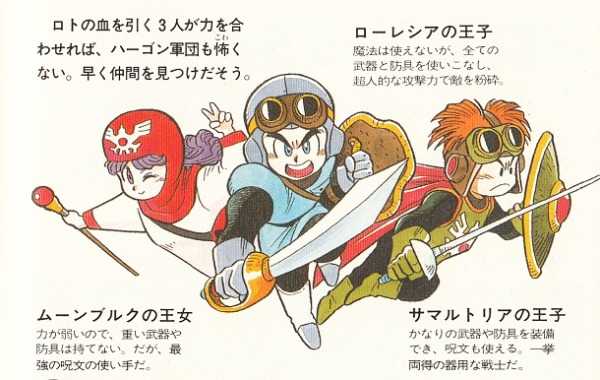 ロトの血を引く3人が力を合
わせれば、ハーゴン軍団も怖く
こわ
ない。早く仲間を見つけだそう。
ローレシアの王子
魔法は使えないが、全ての
武器と防具を使いこなし、
超人的な攻撃力で敵を粉砕。
ムーンブルクの王女
力が弱いので、重い武器や
防具は持てない。だが、最
強の呪文の使い手だ。
サマルトリアの王子
かなりの武器や防具を装備
でき、呪文も使える。一挙
両得の器用な戦士だ。